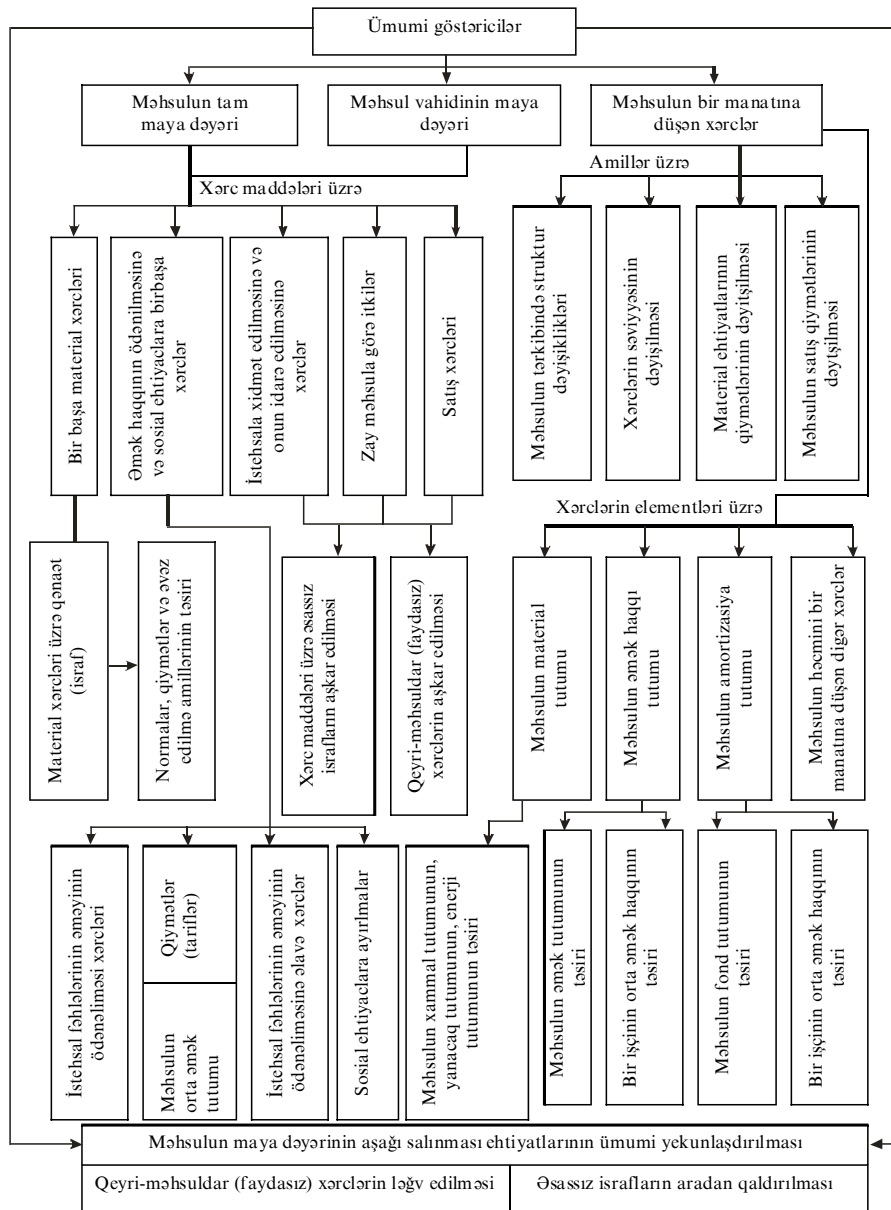 Ümumi göstəricilər
Məhsulun tam
maya dəyəri
Məhsul vahidinin maya
dəyəri
Məhsulun bir manatına
düşən xərclər
Xərc maddələri üzrə
Amillər üzrə
Bir başa material xərcləri
Əmək haqqının ödənilməsinə
və sosial ehtiyaclara birbaşa
xərclər
İstehsala xidmət edilməsinə və
onun idarə edilməsinə
xərclər
Zay məhsula görə itkilər
Satış xərcləri
Məhsulun tərkibində struktur
dəyişiklikləri
Xərclərin səviyyəsinin
dəyişilməsi
Material ehtiyatlarının
qiymətlərinin dəyitşilməsi
Məhsulun satış qiymətlərinin
dəytşilməsi
Xərclərin elementləri üzrə
Material xərcləri üzrə qənaət
(israf)
Normalar, qiymətlər və əvəz
edilmə amillərinin təsiri
Xərc maddələri üzrə əsassız
israfların aşkar edilməsi
Qeyri-məhsuldar (faydasız)
xərclərin aşkar edilməsi
Məhsulun material
tutumu
Məhsulun əmək haqqı
tutumu
Məhsulun amortizasiya
tutumu
Məhsulun həcmini bir
manatına düşən digər xərclər
İstehsal fəhlələrinin əməyinin
ödənəliməsi xərcləri
Qiymətlər
(tariflər)
Məhsulun
orta əmək
tutumu
İstehsal fəhlələrinin əməyinin
ödənəliməsinə əlavə xərclər
Sosial ehtiyaclara ayırılmalar
Məhsulun xammal tutumunun,
yanacaq tutumunun, enerji
tutumunun təsiri
Məhsulun əmək tutumunun
təsiri
Bir işçinin orta əmək haqqının
təsiri
Məhsulun fond tutumunun
təsiri
Bir işçinin orta əmək haqqının
təsiri
Məhsulun maya dəyərinin aşağı salınması ehtiyatlarının ümumi yekunlaşdırılması
Qeyri-məhsuldar (faydasız) xərclərin ləğv edilməsi
Əsassız israfların aradan qaldırılması